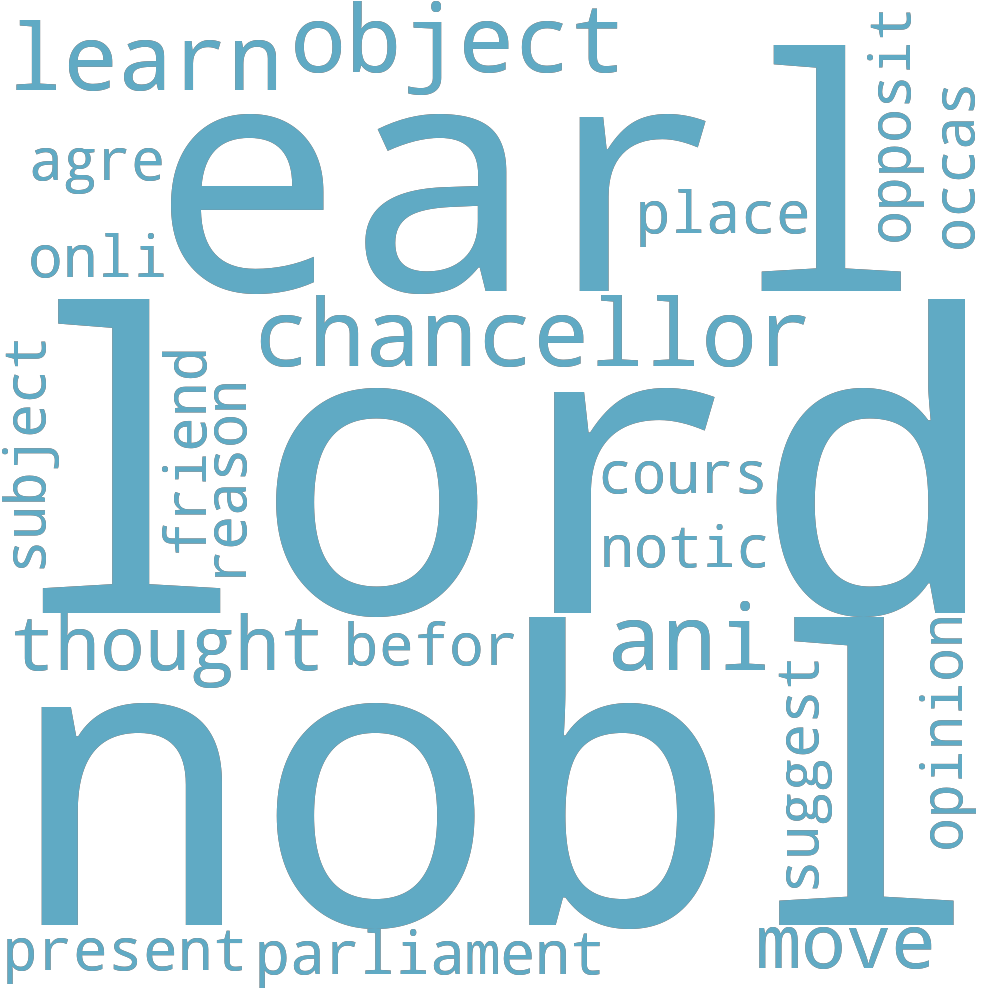 learn
object
earl
opposit
occas
agre
place
onli
chancellor
lord
subject
friend
reason
cours
notic
thought
befor
ani
nobl
suggest
opinion
present
parliament
move